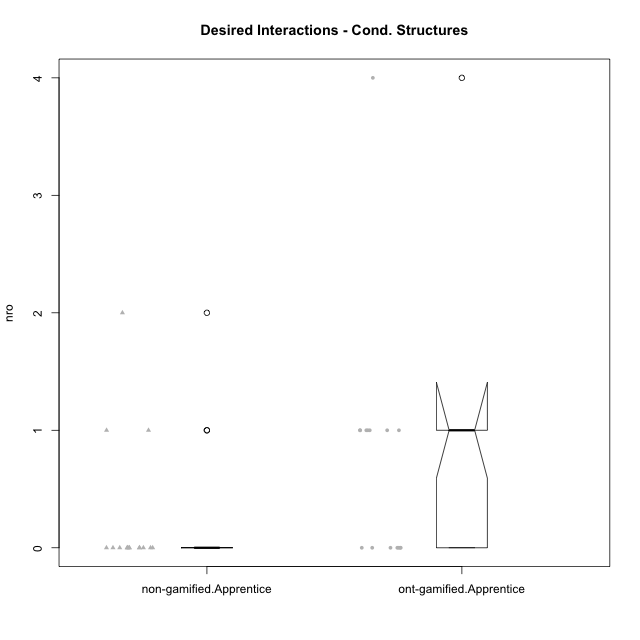 Desired Interactions - Cond. Structures
4
3
2
1
0
nro
non-gamified.Apprentice
ont-gamified.Apprentice